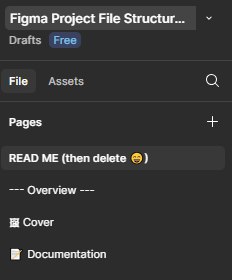 Figma Project File Structur...
Drafts Free
File Assets
Pages
READ ME (then delete 😄)
--- Overview ---
🖼 Cover
📝 Documentation